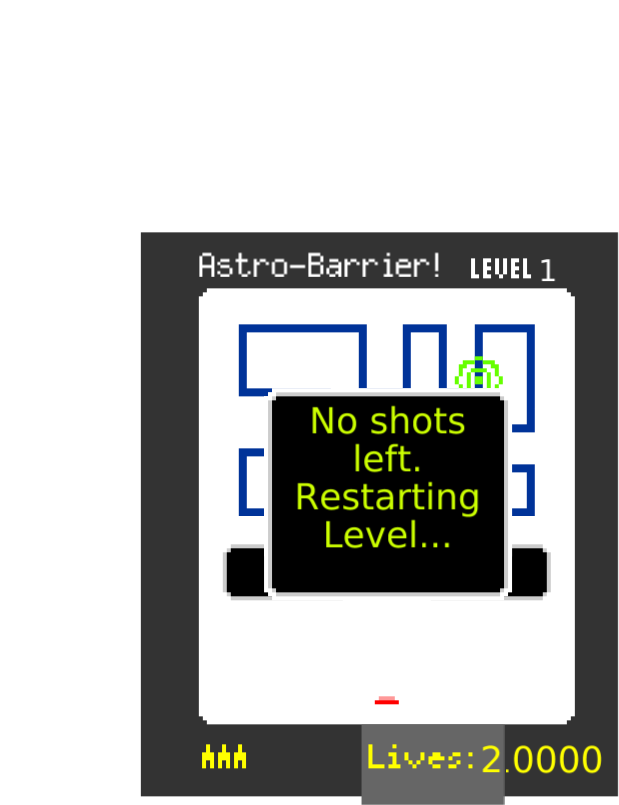 Astro-Barrier! LEVEL 1
No shots
left.
Restarting
Level...
Lives:2.0000